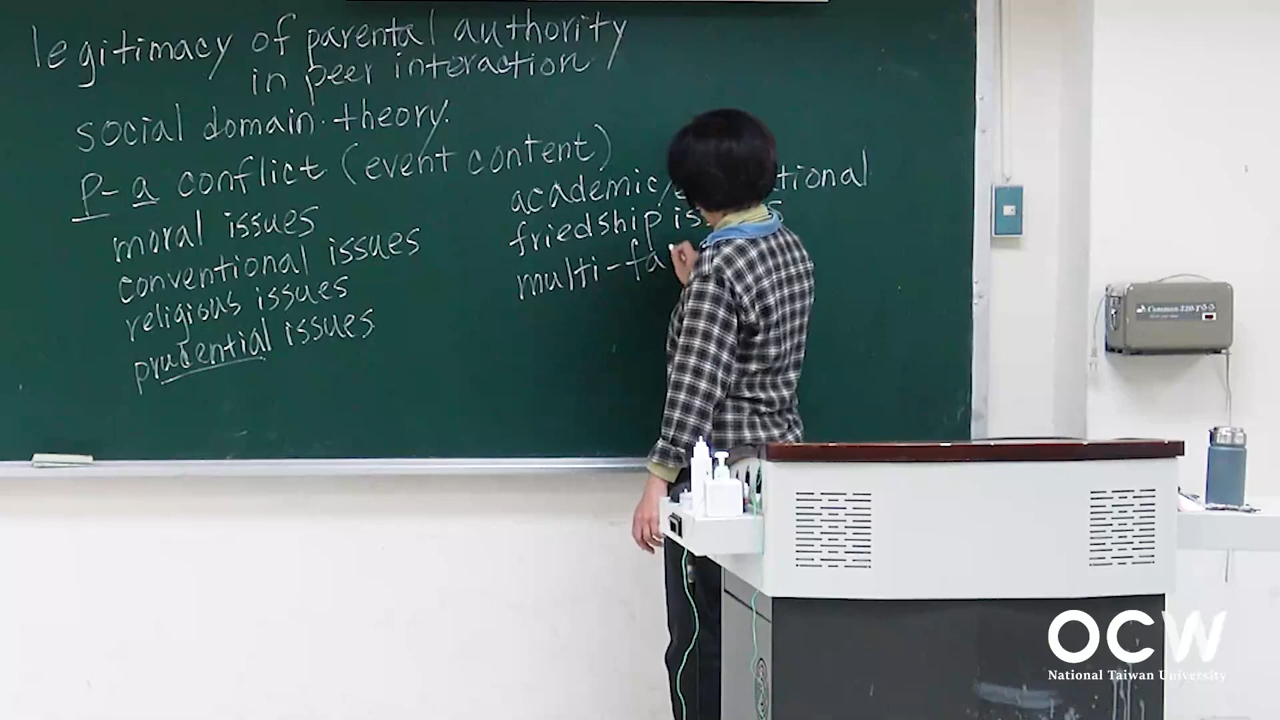 legitimacy of parental authority
in peer interaction
social domain theory.
P-a conflict (event content)
moral issues
conventional issues
religious issues
prudential issues
academic/
friedship
multi-fa
OCW
National Taiwan University